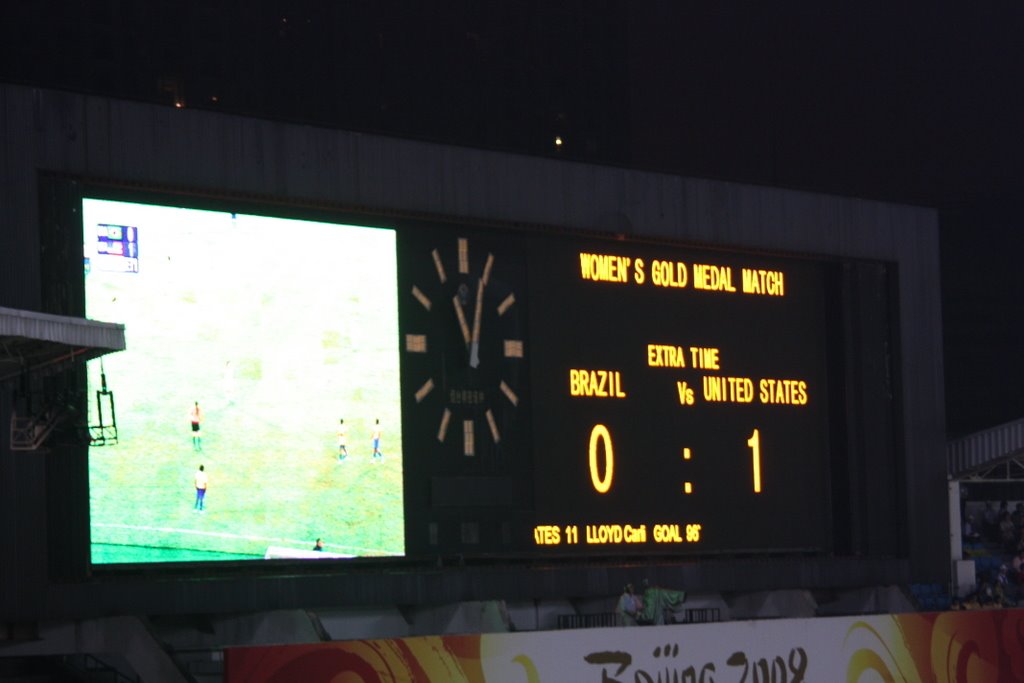 WOMEN'S GOLD MEDAL MATCH
EXTRA TIME
BRAZIL Vs UNITED STATES
0 : 1
ATES 11 LLOYD Carli GOAL 95'
Beijing 2008